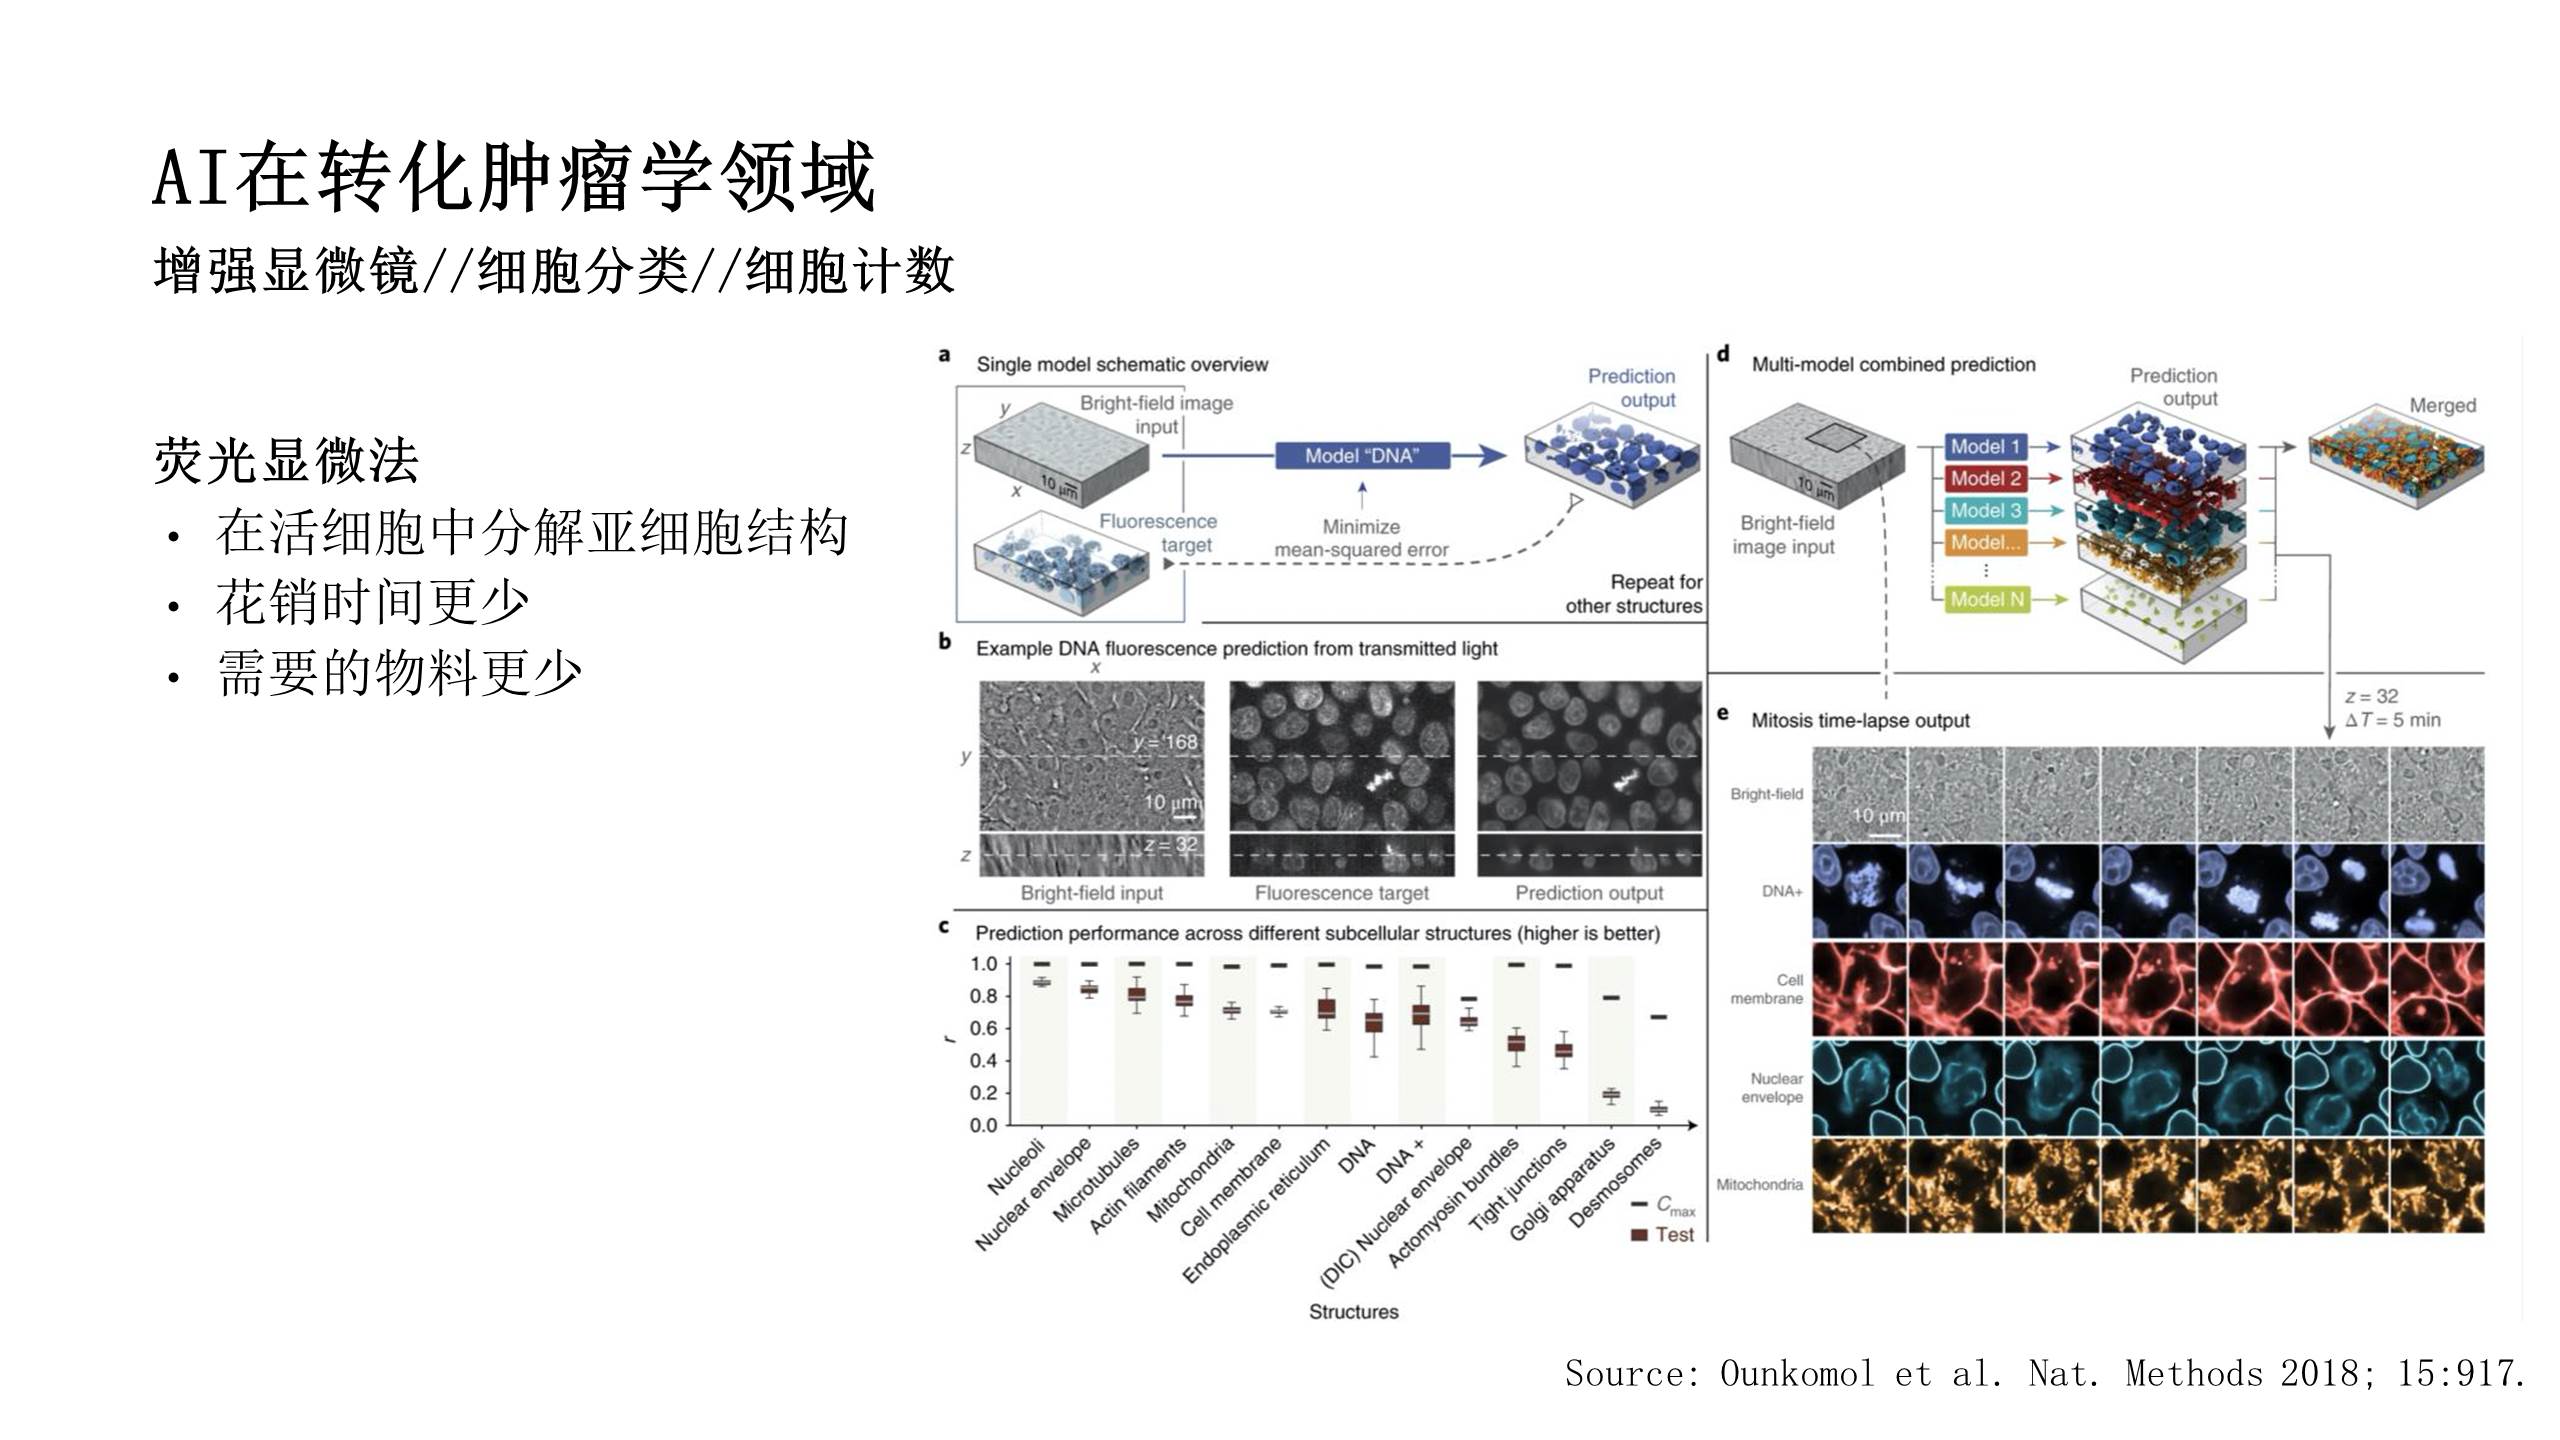 AI在转化肿瘤学领域
增强显微镜//细胞分类//细胞计数
荧光显微法
• 在活细胞中分解亚细胞结构
• 花销时间更少
• 需要的物料更少
a Single model schematic overview
y
z
x
10 μm
Bright-field image
input
Fluorescence
target
Model “DNA”
Minimize
mean-squared error
Prediction
output
Repeat for
other structures
b Example DNA fluorescence prediction from transmitted light
x
y
y = 168
10 μm
z
z = 32
Bright-field input
Fluorescence target
Prediction output
c Prediction performance across different subcellular structures (higher is better)
r
1.0
0.8
0.6
0.4
0.2
0.0
Nucleoli
Nuclear envelope
Microtubules
Actin filaments
Mitochondria
Cell membrane
Endoplasmic reticulum
DNA
DNA +
(DIC) Nuclear envelope
Actomyosin bundles
Tight junctions
Golgi apparatus
Desmosomes
Cmax
Test
Structures
d Multi-model combined prediction
10 μm
Bright-field
image input
Model 1
Model 2
Model 3
Model...
⋮
Model N
Prediction
output
Merged
z = 32
ΔT = 5 min
e Mitosis time-lapse output
Bright-field
10 μm
DNA+
Cell
membrane
Nuclear
envelope
Mitochondria
Source: Ounkomol et al. Nat. Methods 2018; 15:917.